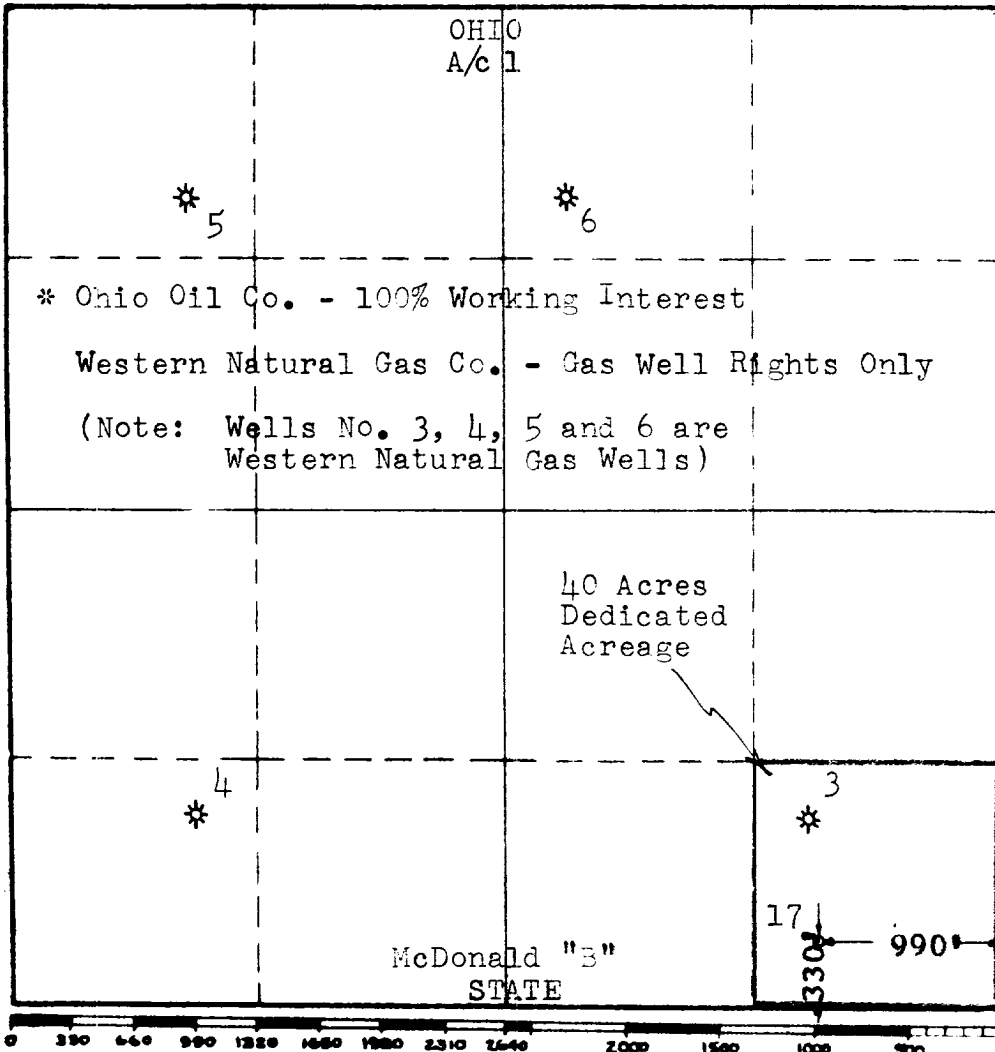 OHIO
A/c 1
5
6
* Ohio Oil Co. - 100% Working Interest
Western Natural Gas Co. - Gas Well Rights Only
(Note: Wells No. 3, 4, 5 and 6 are
Western Natural Gas Wells)
40 Acres
Dedicated
Acreage
4
3
17
990'
330'
McDonald "B"
STATE
0 330 660 990 1320 1650 1980 2310 2640 2000 1500 1000 500